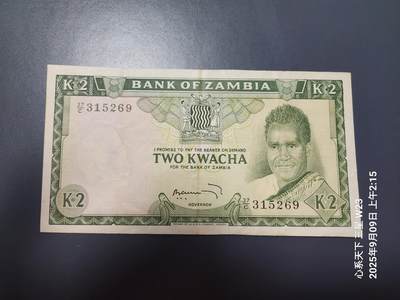 BANK OF ZAMBIA
K2
K2
315269
I PROMISE TO PAY THE BEARER ON DEMAND
TWO KWACHA
FOR THE BANK OF ZAMBIA
315269
GOVERNOR
K2
K2
心系天下 三星 W23
2025年9月09日 上午2:15